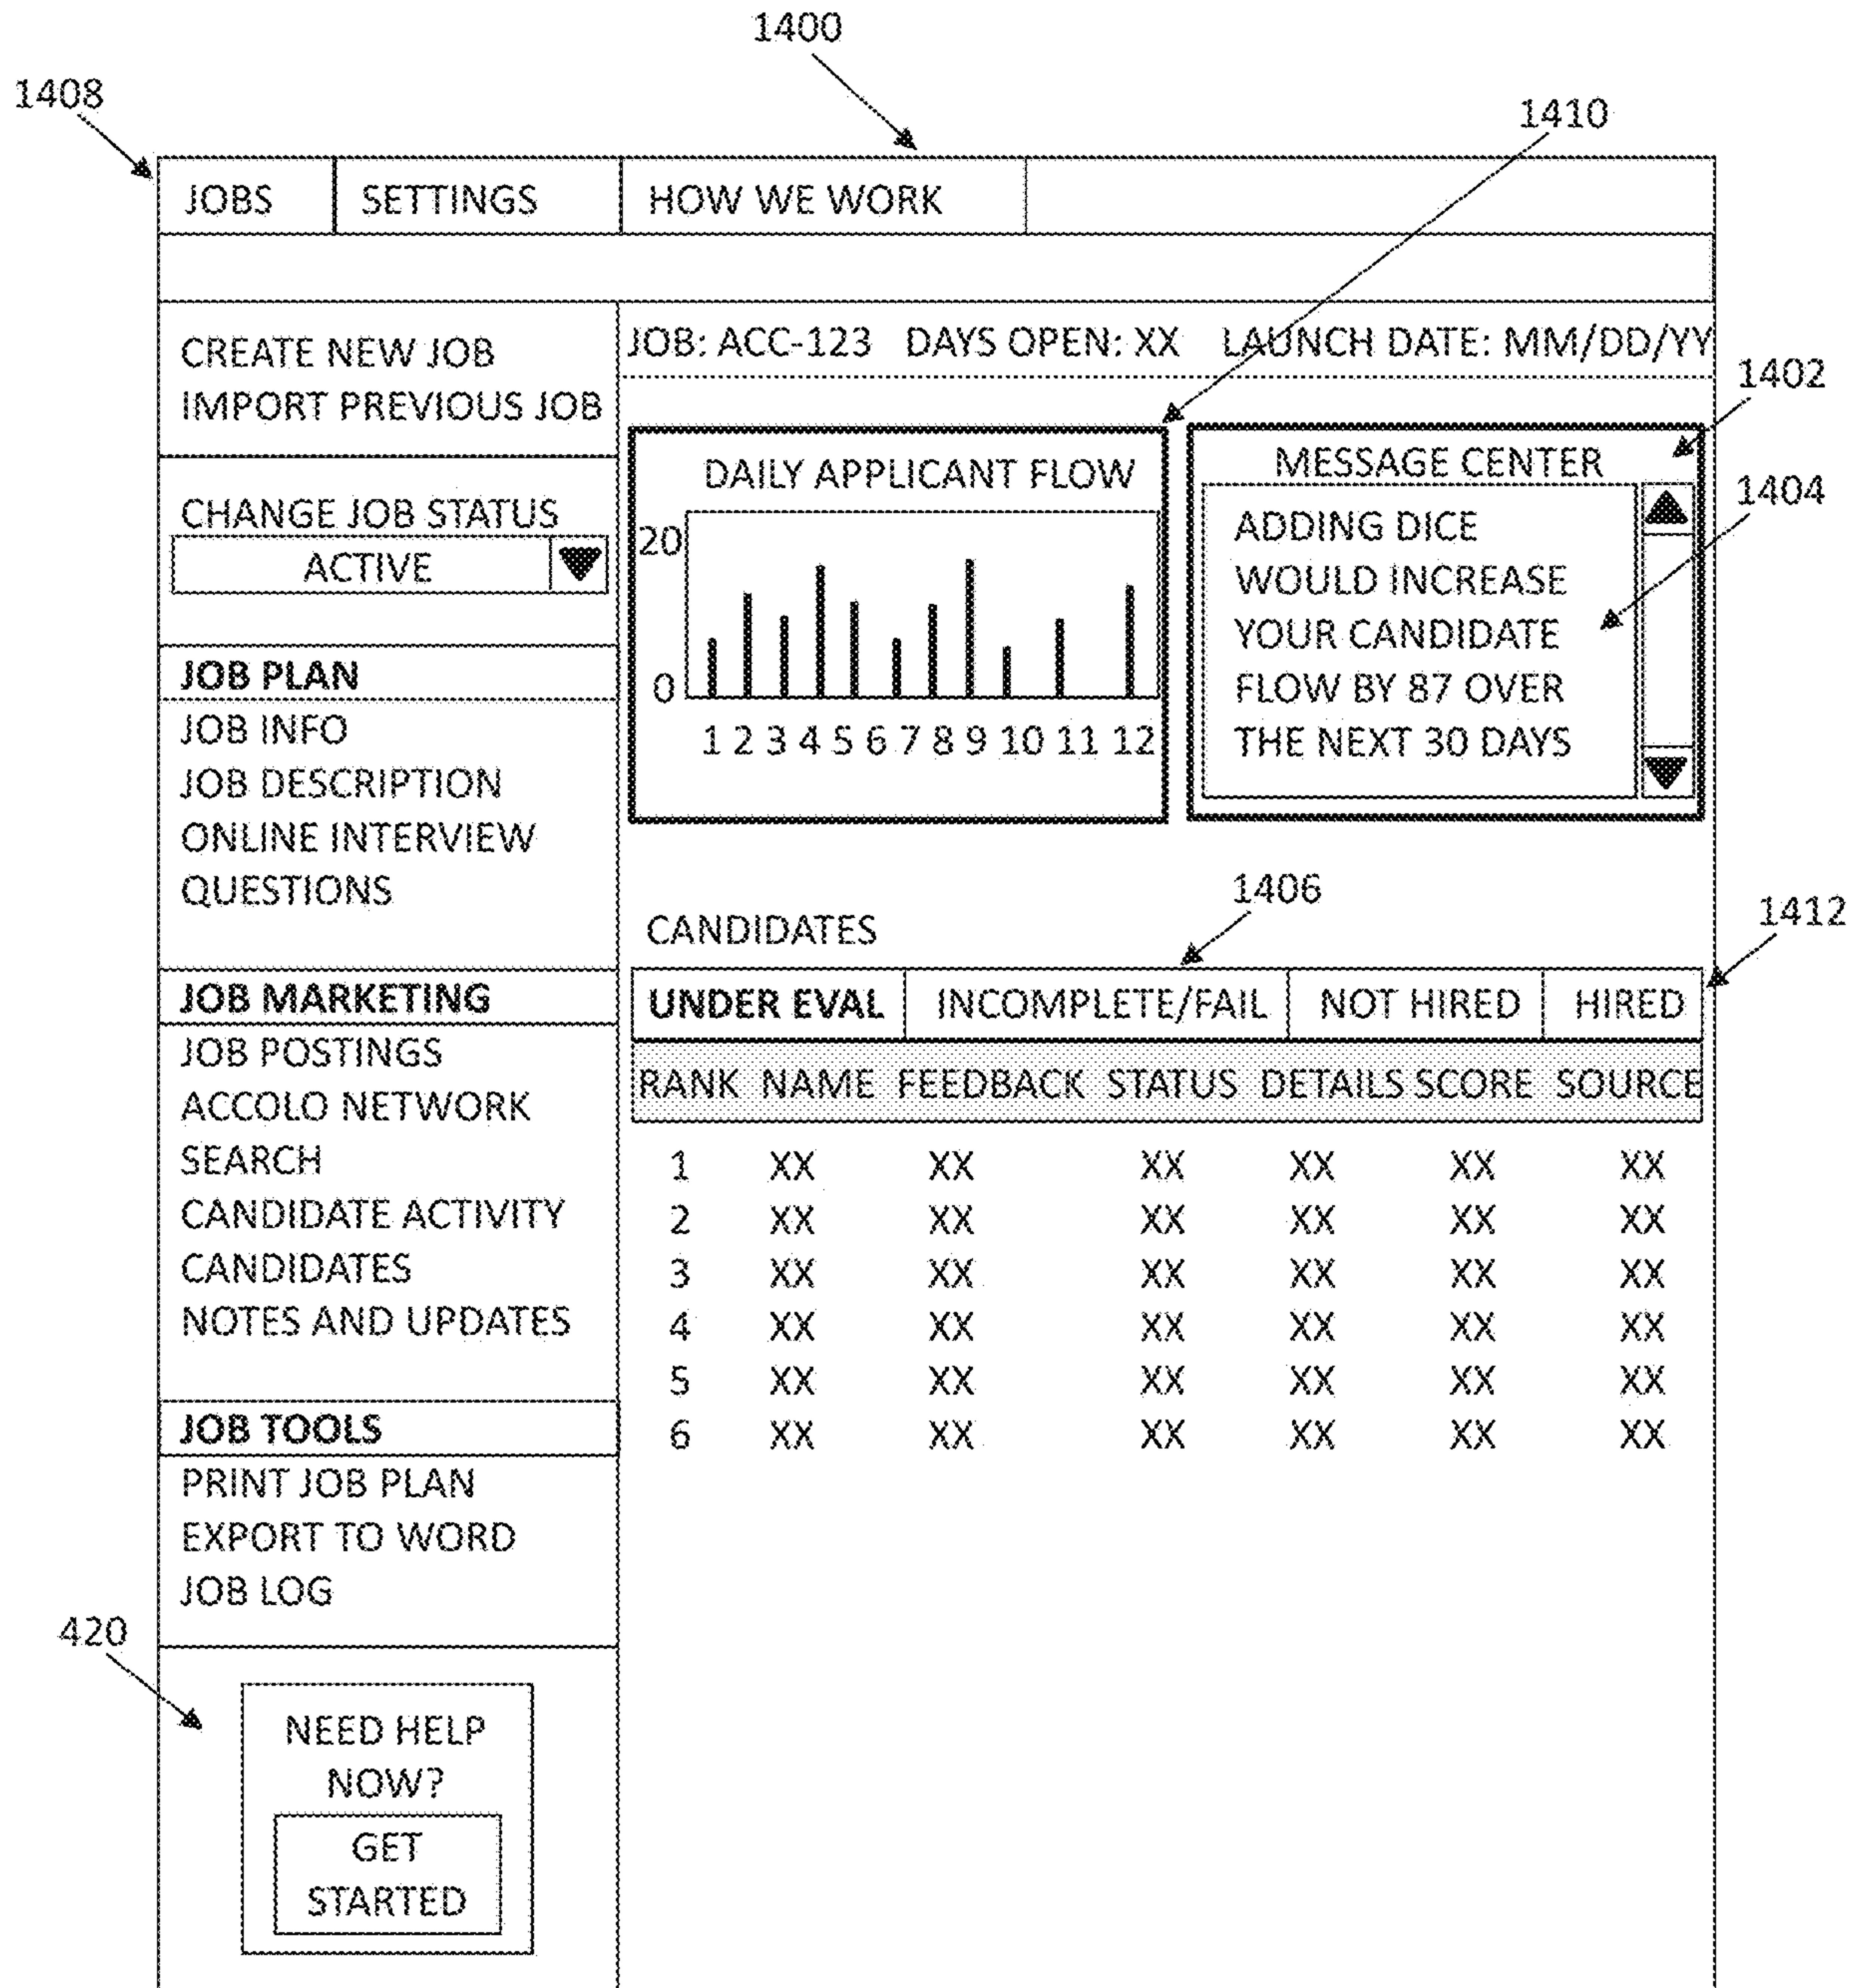 1400
1408
1410
JOBS SETTINGS HOW WE WORK
CREATE NEW JOB
IMPORT PREVIOUS JOB
CHANGE JOB STATUS
ACTIVE
JOB PLAN
JOB INFO
JOB DESCRIPTION
ONLINE INTERVIEW
QUESTIONS
JOB MARKETING
JOB POSTINGS
ACCOLO NETWORK
SEARCH
CANDIDATE ACTIVITY
CANDIDATES
NOTES AND UPDATES
JOB TOOLS
PRINT JOB PLAN
EXPORT TO WORD
JOB LOG
420
NEED HELP
NOW?
GET
STARTED
JOB: ACC-123 DAYS OPEN: XX LAUNCH DATE: MM/DD/YY
DAILY APPLICANT FLOW
20
0
1 2 3 4 5 6 7 8 9 10 11 12
1402
MESSAGE CENTER
1404
ADDING DICE
WOULD INCREASE
YOUR CANDIDATE
FLOW BY 87 OVER
THE NEXT 30 DAYS
1406
1412
CANDIDATES
UNDER EVAL INCOMPLETE/FAIL NOT HIRED HIRED
RANK NAME FEEDBACK STATUS DETAILS SCORE SOURCE
1 XX XX XX XX XX XX
2 XX XX XX XX XX XX
3 XX XX XX XX XX XX
4 XX XX XX XX XX XX
5 XX XX XX XX XX XX
6 XX XX XX XX XX XX